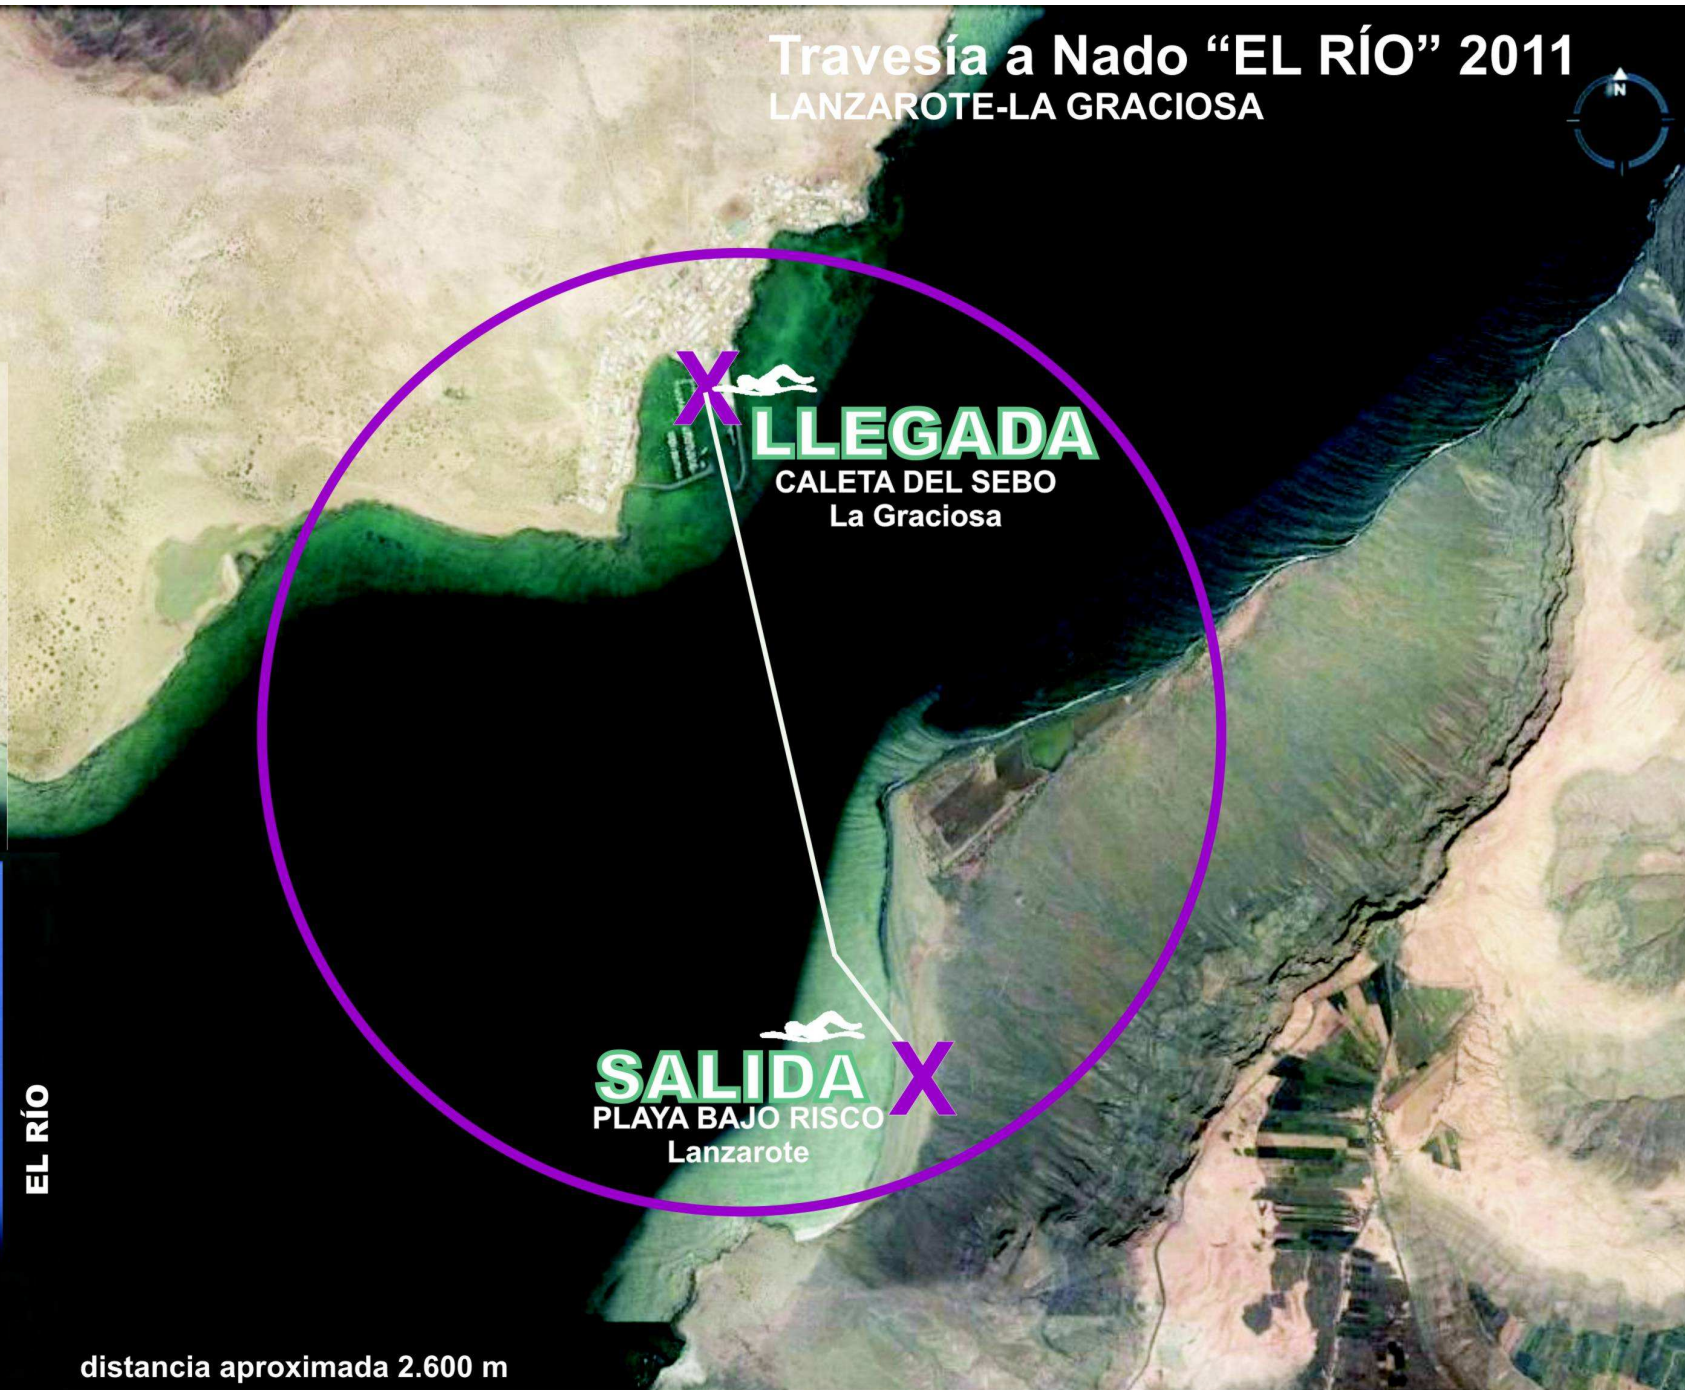 Travesía a Nado “EL RÍO” 2011
LANZAROTE-LA GRACIOSA
N
X
LLEGADA
CALETA DEL SEBO
La Graciosa
SALIDA
X
PLAYA BAJO RISCO
Lanzarote
EL RÍO
distancia aproximada 2.600 m